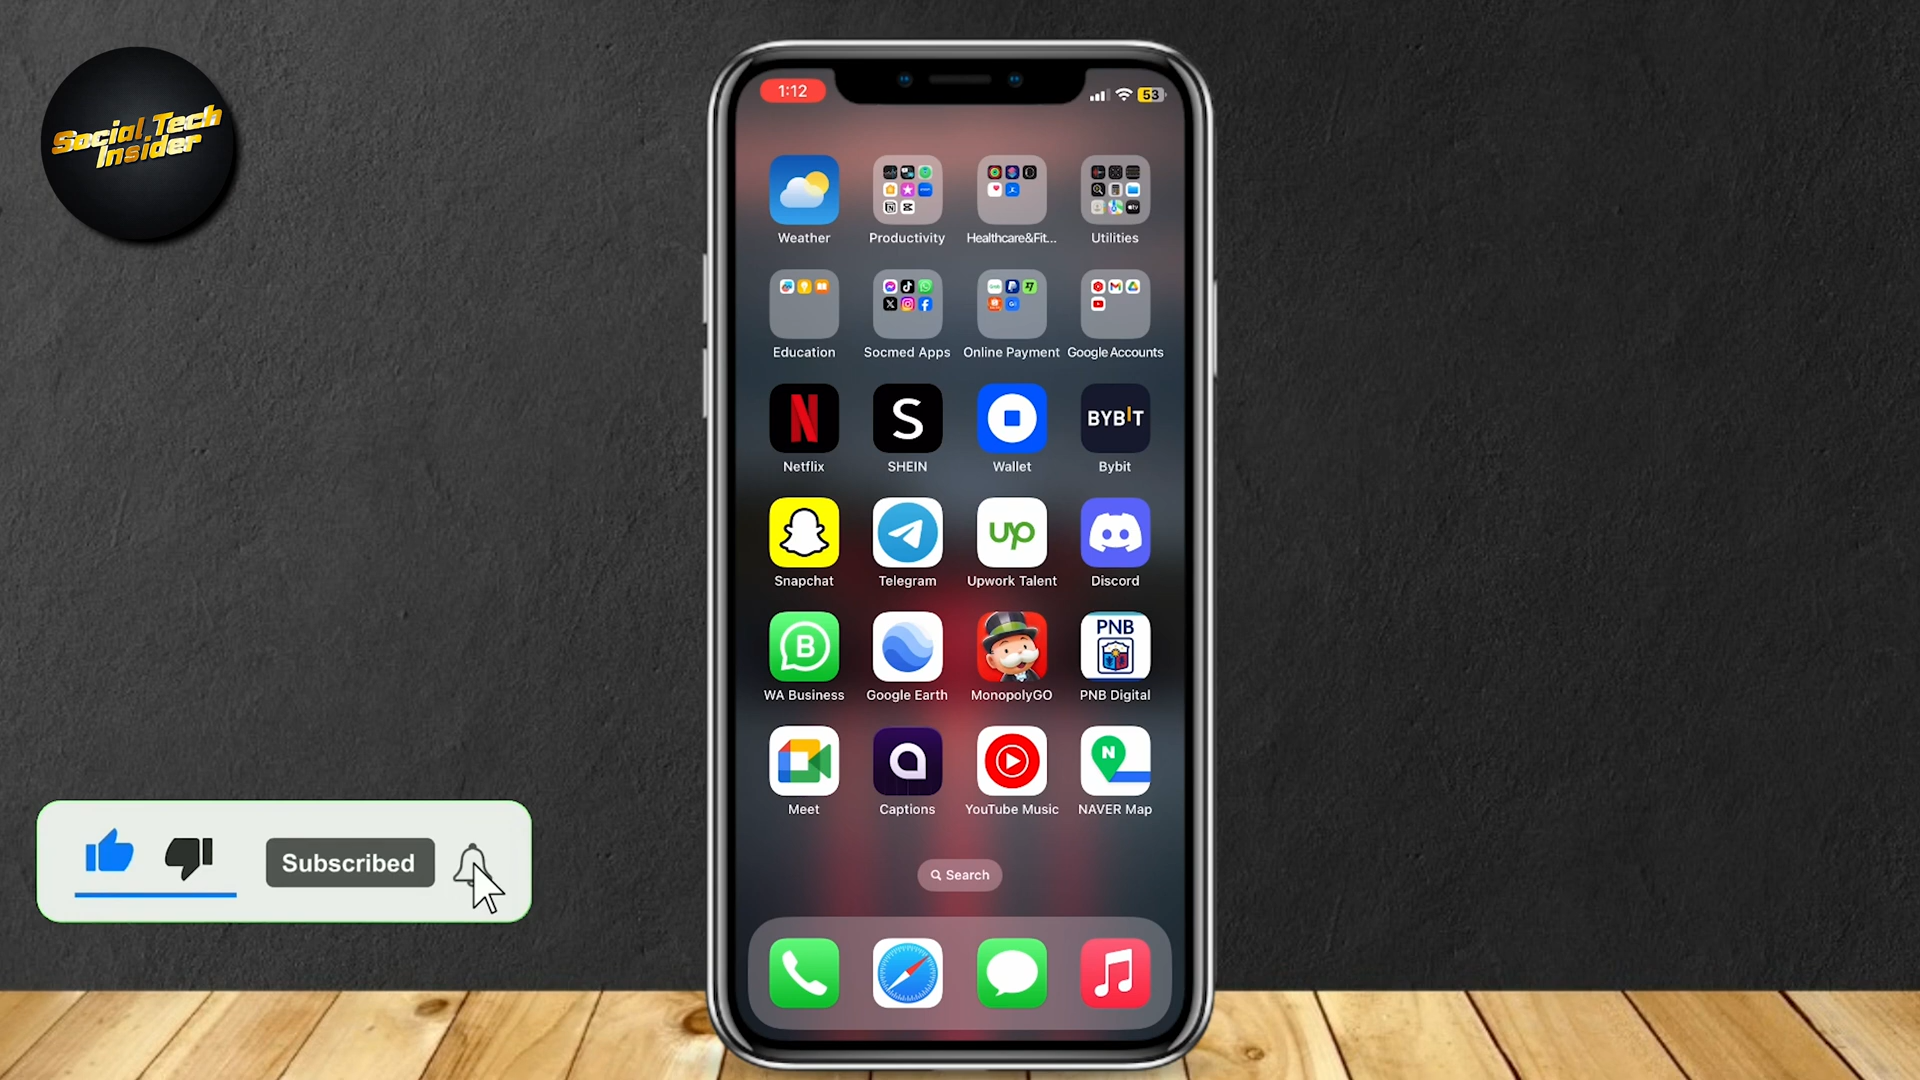 Social Tech
Insider
1:12
53
Weather
Productivity
Healthcare&Fit...
Utilities
Education
Socmed Apps
Online Payment
Google Accounts
N
S
BYBIT
Netflix
SHEIN
Wallet
Bybit
up
Snapchat
Telegram
Upwork Talent
Discord
B
PNB
WA Business
Google Earth
MonopolyGO
PNB Digital
N
Meet
Captions
YouTube Music
NAVER Map
Subscribed
Search